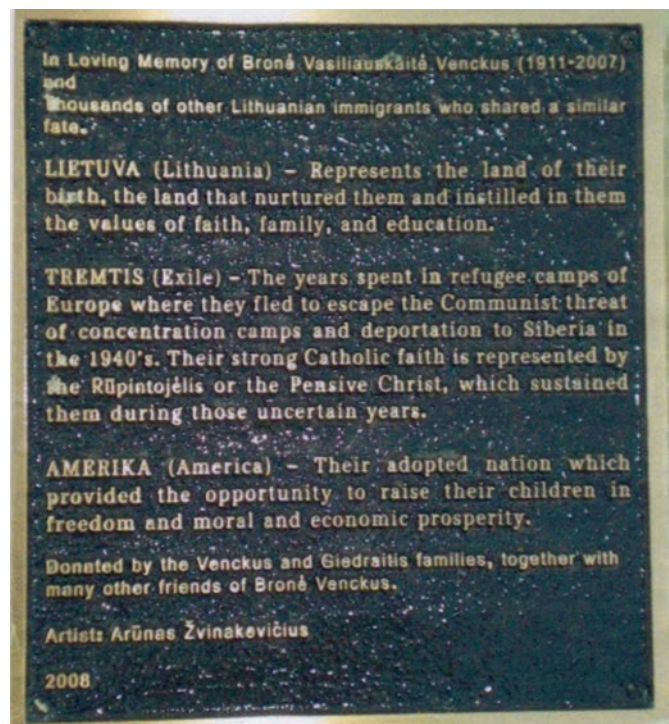 In Loving Memory of Bronė Vasiliauskaitė Venckus (1911-2007)
and
thousands of other Lithuanian immigrants who shared a similar
fate.
LIETUVA (Lithuania) – Represents the land of their
birth, the land that nurtured them and instilled in them
the values of faith, family, and education.
TREMTIS (Exile) – The years spent in refugee camps of
Europe where they fled to escape the Communist threat
of concentration camps and deportation to Siberia in
the 1940's. Their strong Catholic faith is represented by
the Rūpintojėlis or the Pensive Christ, which sustained
them during those uncertain years.
AMERIKA (America) – Their adopted nation which
provided the opportunity to raise their children in
freedom and moral and economic prosperity.
Donated by the Venckus and Giedraitis families, together with
many other friends of Bronė Venckus.
Artist: Arūnas Žvinakevičius
2008